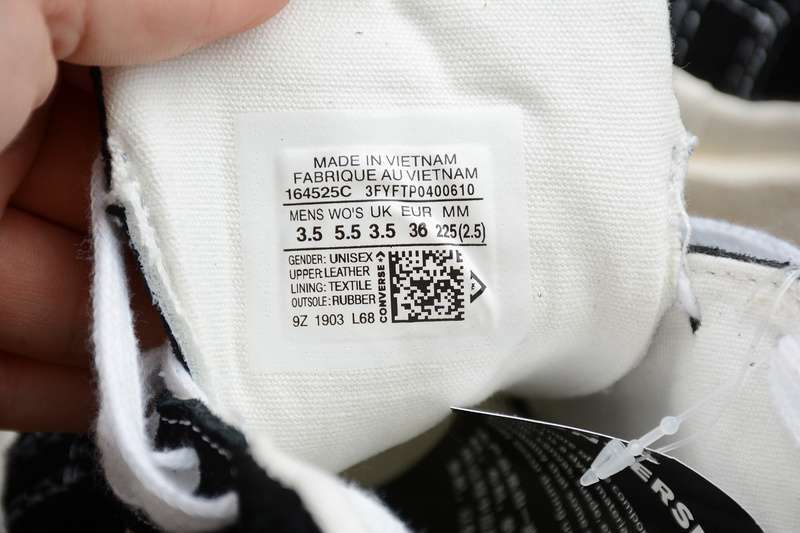 MADE IN VIETNAM
FABRIQUE AU VIETNAM
164525C 3FYFTP0400610
MENS WO'S UK EUR MM
3.5 5.5 3.5 36 225(2.5)
GENDER: UNISEX
UPPER: LEATHER
LINING: TEXTILE
OUTSOLE: RUBBER
9Z 1903 L68
CONVERSE